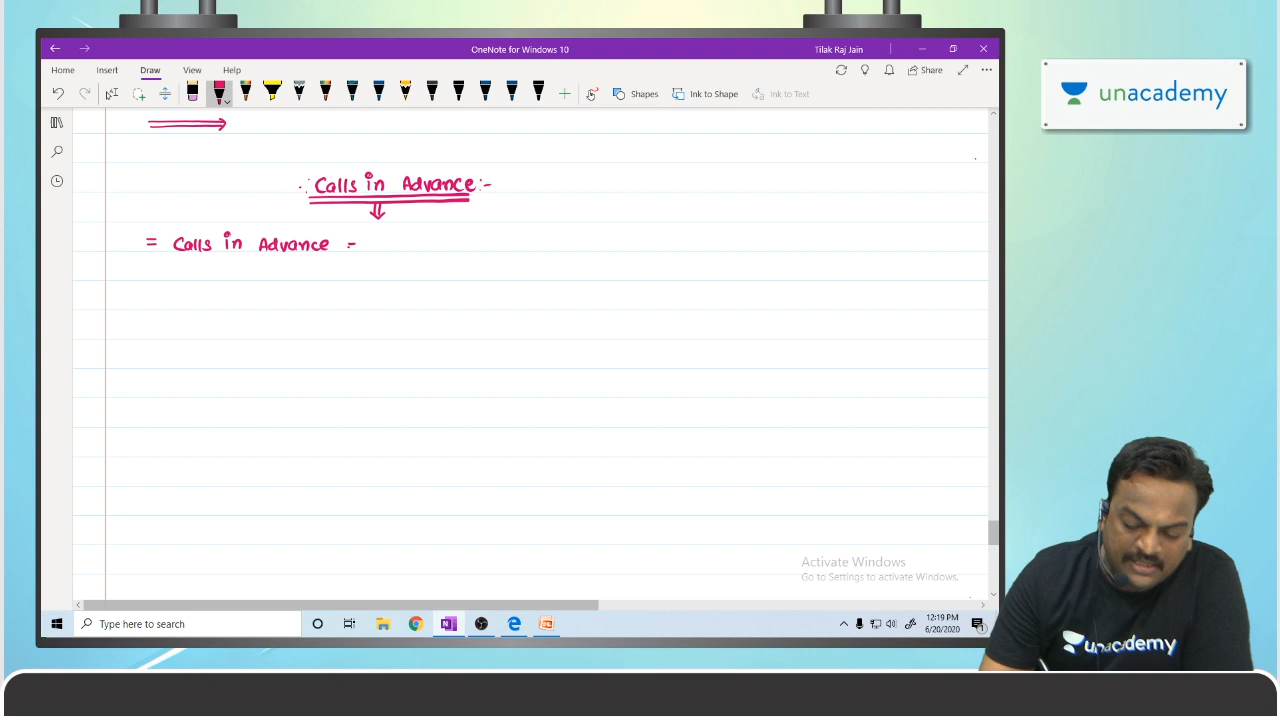 OneNote for Windows 10
Tilak Raj Jain
Home Insert Draw View Help
Share
Shapes
Ink to Shape
Ink to Text
unacademy
:Calls in Advance:-
= Calls in Advance :-
Activate Windows
Go to Settings to activate Windows.
Type here to search
12:19 PM
6/20/2020
1
unacademy